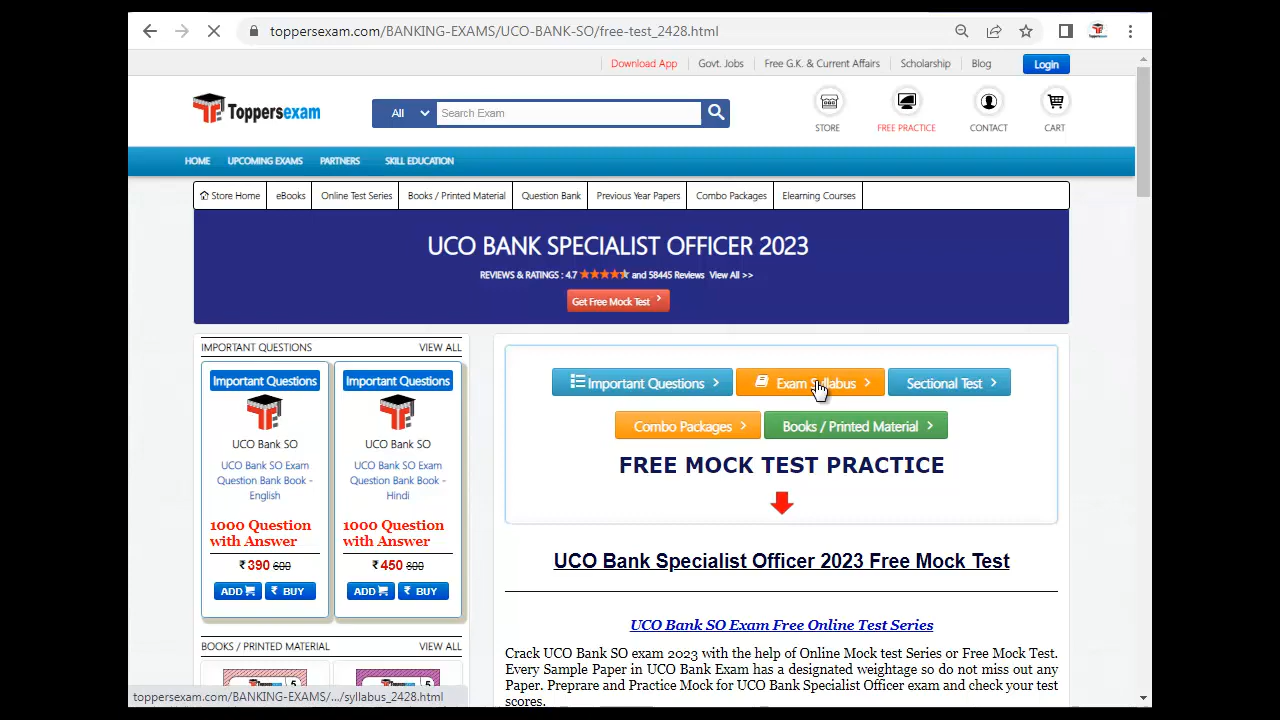 toppersexam.com/BANKING-EXAMS/UCO-BANK-SO/free-test_2428.html
Download App
Govt. Jobs
Free G.K. & Current Affairs
Scholarship
Blog
Login
Toppersexam
All
Search Exam
STORE
FREE PRACTICE
CONTACT
CART
HOME
UPCOMING EXAMS
PARTNERS
SKILL EDUCATION
Store Home
eBooks
Online Test Series
Books / Printed Material
Question Bank
Previous Year Papers
Combo Packages
Elearning Courses
UCO BANK SPECIALIST OFFICER 2023
REVIEWS & RATINGS : 4.7 and 58445 Reviews View All >>
Get Free Mock Test
IMPORTANT QUESTIONS
VIEW ALL
Important Questions
UCO Bank SO
UCO Bank SO Exam
Question Bank Book -
English
1000 Question
with Answer
₹ 390 600
ADD
₹ BUY
Important Questions
UCO Bank SO
UCO Bank SO Exam
Question Bank Book -
Hindi
1000 Question
with Answer
₹ 450 800
ADD
₹ BUY
BOOKS / PRINTED MATERIAL
VIEW ALL
Important Questions
Exam Syllabus
Sectional Test
Combo Packages
Books / Printed Material
FREE MOCK TEST PRACTICE
UCO Bank Specialist Officer 2023 Free Mock Test
UCO Bank SO Exam Free Online Test Series
Crack UCO Bank SO exam 2023 with the help of Online Mock test Series or Free Mock Test.
Every Sample Paper in UCO Bank Exam has a designated weightage so do not miss out any
Paper. Preprare and Practice Mock for UCO Bank Specialist Officer exam and check your test
scores.
toppersexam.com/BANKING-EXAMS/.../syllabus_2428.html